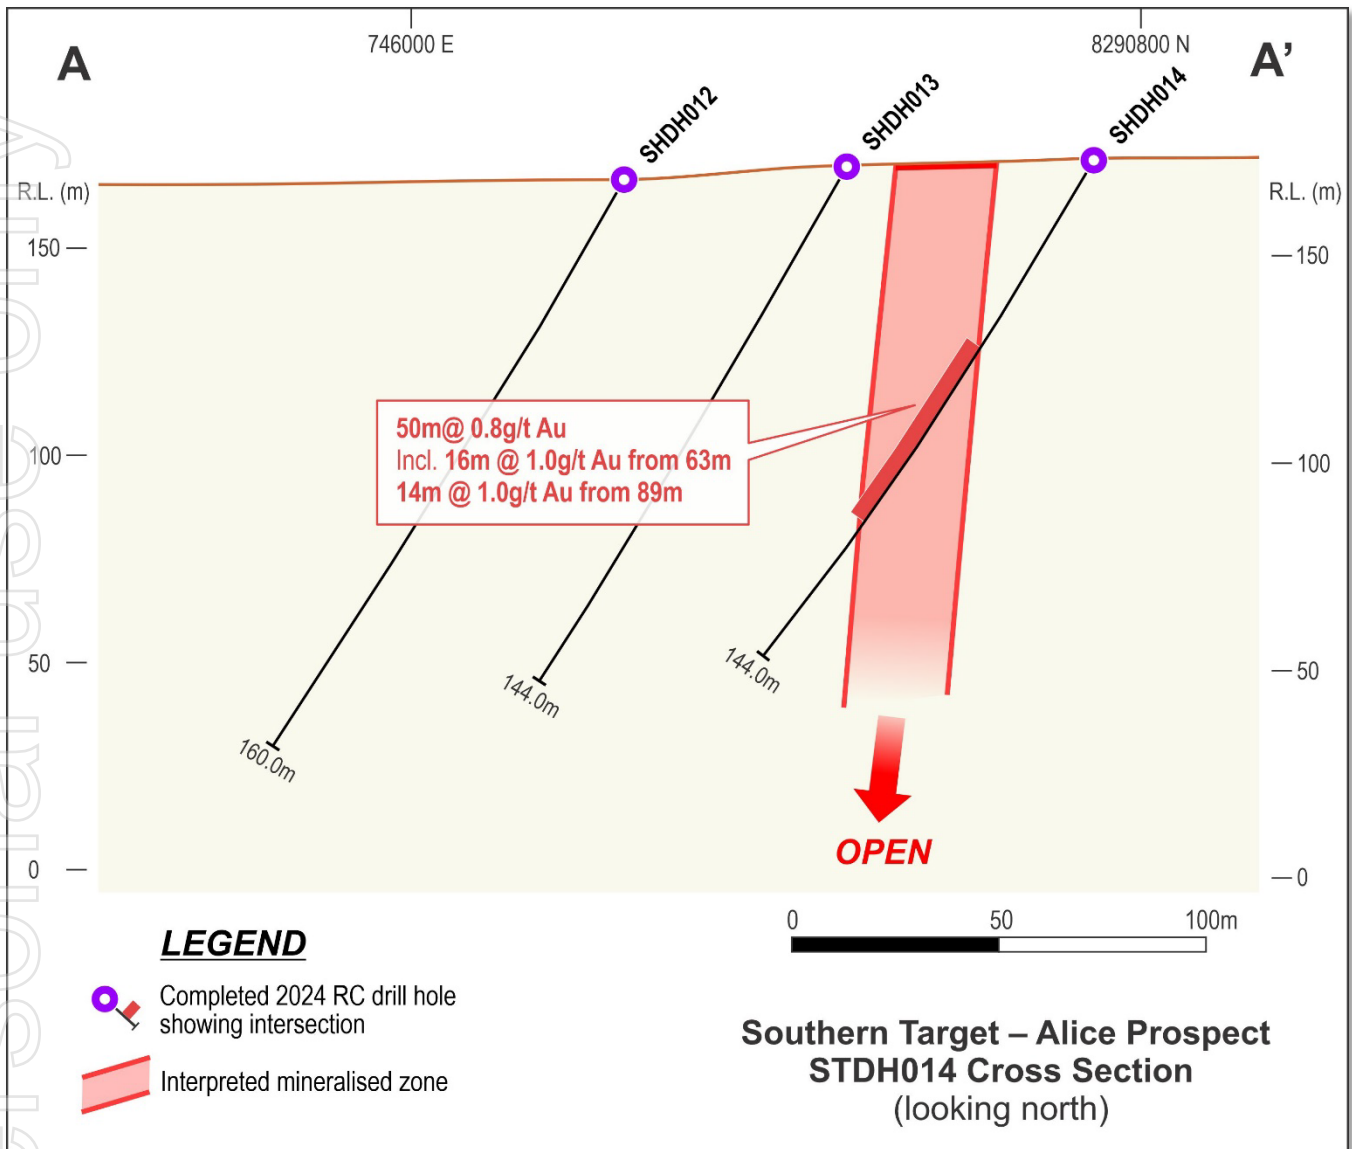 746000 E
8290800 N
A
A’
SHDH012
SHDH013
SHDH014
R.L. (m)
R.L. (m)
150
150
50m@ 0.8g/t Au
Incl. 16m @ 1.0g/t Au from 63m
14m @ 1.0g/t Au from 89m
100
100
50
50
144.0m
144.0m
160.0m
OPEN
0
0
0 50 100m
LEGEND
Completed 2024 RC drill hole
showing intersection
Interpreted mineralised zone
Southern Target – Alice Prospect
STDH014 Cross Section
(looking north)
ersonal use only